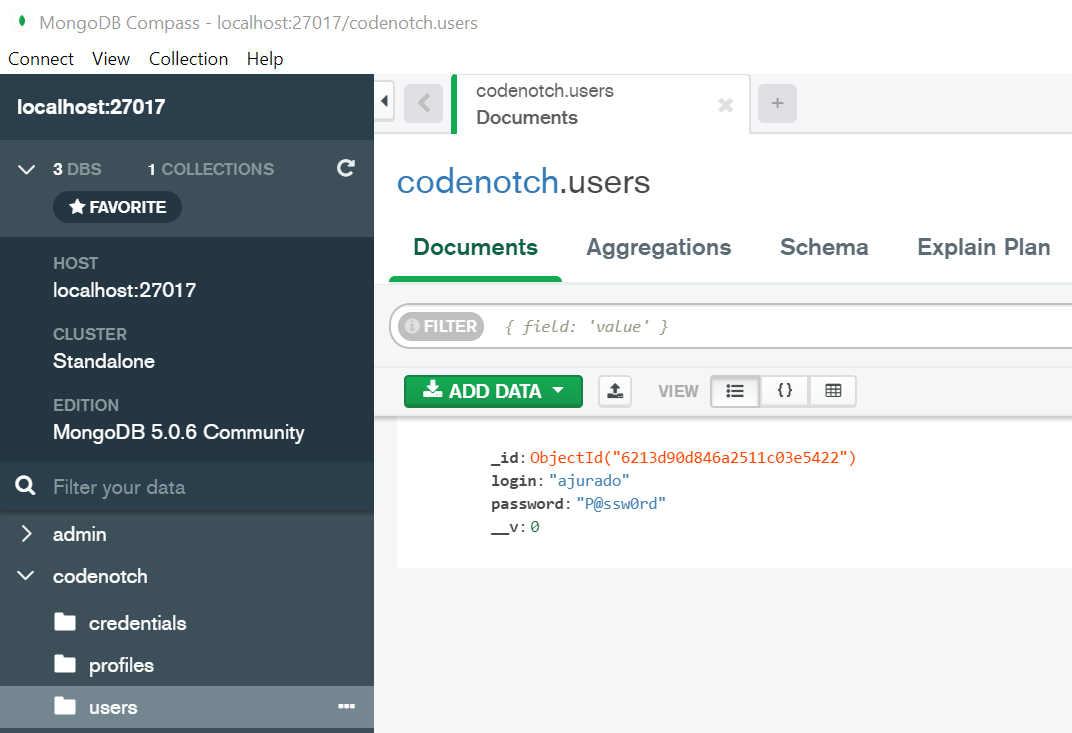 MongoDB Compass - localhost:27017/codenotch.users
Connect View Collection Help
localhost:27017
3 DBS 1 COLLECTIONS
FAVORITE
HOST
localhost:27017
CLUSTER
Standalone
EDITION
MongoDB 5.0.6 Community
Filter your data
admin
codenotch
credentials
profiles
users
codenotch.users
Documents
codenotch.users
Documents Aggregations Schema Explain Plan
FILTER { field: 'value' }
ADD DATA VIEW {}
_id: ObjectId("6213d90d846a2511c03e5422")
login: "ajurado"
password: "P@ssw0rd"
__v: 0